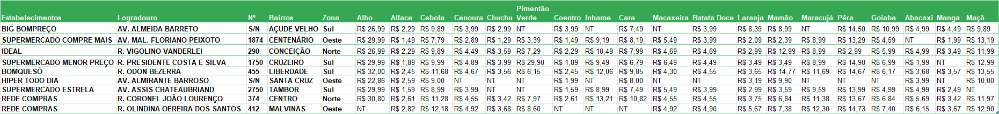 Estabelecimentos Logradouro Nº Bairros Zona Alho Alface Cebola Cenoura Chuchu Pimentão Verde Coentro Inhame Cara Macaxeira Batata Doce Laranja Mamão Maracujá Pêra Goiaba Abacaxi Manga Maçã
BIG BOMPREÇO AV. ALMEIDA BARRETO S/N AÇUDE VELHO Sul R$ 26,99 R$ 2,29 R$ 9,89 R$ 3,99 R$ 2,99 NT R$ 3,99 NT R$ 7,49 NT R$ 3,99 R$ 8,39 R$ 8,99 NT R$ 14,50 R$ 10,99 R$ 4,99 R$ 4,49 R$ 9,89
SUPERMERCADO COMPRE MAIS AV. MAL. FLORIANO PEIXOTO 1874 CENTENÁRIO Oeste R$ 29,99 R$ 1,49 R$ 7,79 R$ 2,89 R$ 1,29 R$ 3,39 R$ 1,49 R$ 9,19 R$ 8,19 R$ 5,49 R$ 3,99 R$ 2,09 R$ 2,39 R$ 8,99 R$ 13,29 R$ 4,59 NT R$ 1,99 R$ 13,19
IDEAL R. VIGOLINO VANDERLEI 290 CONCEIÇÃO Norte R$ 26,99 R$ 2,29 R$ 9,89 R$ 4,49 R$ 3,59 R$ 7,29 R$ 2,29 R$ 10,49 R$ 7,99 R$ 4,69 R$ 4,69 R$ 2,99 R$ 12,99 R$ 8,99 R$ 2,99 R$ 5,99 R$ 4,99 R$ 3,49 R$ 11,99
SUPERMERCADO MENOR PREÇO R. PRESIDENTE COSTA E SILVA 1750 CRUZEIRO Sul R$ 29,99 R$ 1,89 R$ 9,99 R$ 4,89 R$ 3,99 R$ 29,90 R$ 1,89 R$ 9,49 R$ 6,79 R$ 6,49 R$ 4,49 R$ 3,49 R$ 3,49 R$ 8,99 R$ 14,90 R$ 6,99 R$ 1,99 NT R$ 12,99
BOMQUESÓ R. ODON BEZERRA 455 LIBERDADE Sul R$ 32,00 R$ 2,45 R$ 11,68 R$ 4,67 R$ 3,56 R$ 6,15 R$ 2,45 R$ 12,06 R$ 9,85 R$ 4,30 R$ 4,55 R$ 3,65 R$ 14,77 R$ 11,69 R$ 14,67 R$ 6,17 R$ 3,68 R$ 3,57 R$ 13,55
HIPER TODO DIA AV. ALMIRANTE BARROSO S/N SANTA CRUZ Oeste R$ 22,86 R$ 2,59 R$ 9,00 NT NT NT R$ 1,99 NT R$ 8,00 NT NT R$ 3,19 R$ 9,90 NT NT NT R$ 3,99 NT R$ 10,00
SUPERMERCADO ESTRELA AV. ASSIS CHATEAUBRIAND 2750 TAMBOR Sul R$ 29,99 R$ 1,59 R$ 8,99 R$ 3,99 NT NT R$ 1,59 R$ 8,99 R$ 7,49 R$ 5,49 R$ 3,99 R$ 2,99 R$ 3,59 R$ 9,59 R$ 13,99 R$ 4,99 R$ 4,99 R$ 2,49 NT
REDE COMPRAS R. CORONEL JOÃO LOURENÇO 374 CENTRO Norte R$ 30,80 R$ 2,61 R$ 11,28 R$ 4,55 R$ 3,42 R$ 7,97 R$ 2,61 R$ 13,21 R$ 10,82 R$ 4,55 R$ 4,55 R$ 3,75 R$ 6,84 R$ 11,38 R$ 13,67 R$ 6,84 R$ 5,69 R$ 3,42 R$ 11,97
REDE COMPRAS R. OLINDINA OEREIRA DOS SANTOS 412 MALVINAS Oeste NT R$ 2,82 R$ 12,18 R$ 4,92 R$ 3,68 R$ 8,60 NT NT NT R$ 4,92 R$ 4,90 R$ 5,67 R$ 7,38 R$ 12,30 R$ 14,73 R$ 7,40 R$ 6,15 R$ 3,67 R$ 12,90